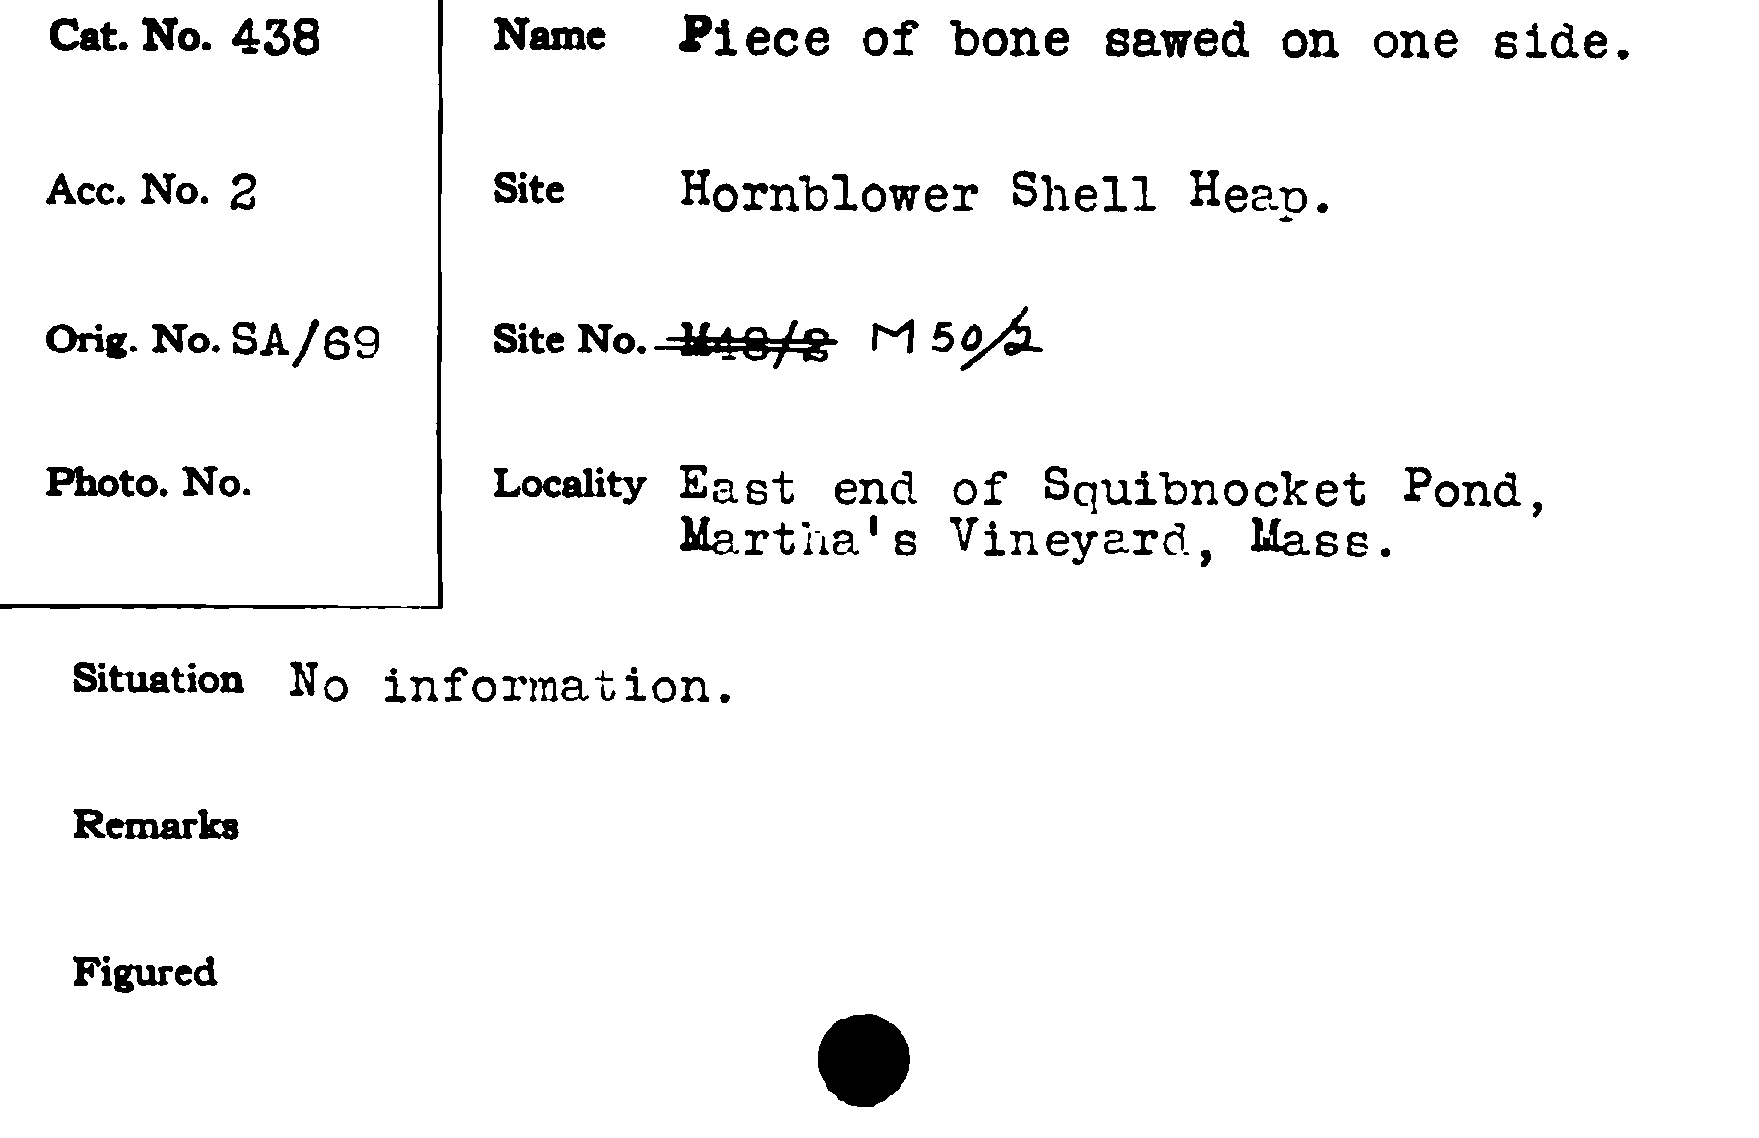 Cat. No. 438
Name Piece of bone sawed on one side.
Acc. No. 2
Site Hornblower Shell Heap.
Orig. No. SA/69
Site No. M48/2 M 50/2
Photo. No.
Locality East end of Squibnocket Pond,
Martha's Vineyard, Mass.
Situation No information.
Remarks
Figured